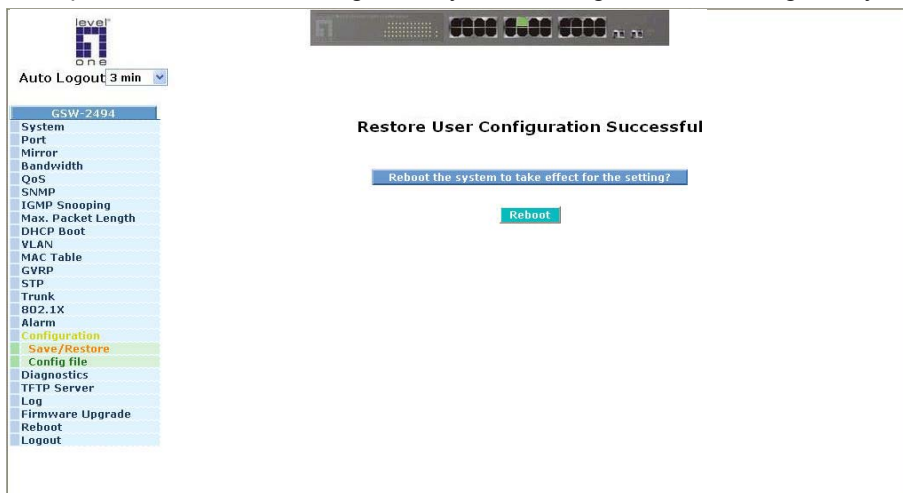 level
one
Auto Logout 3 min
GSW-2494
System
Port
Mirror
Bandwidth
QoS
SNMP
IGMP Snooping
Max. Packet Length
DHCP Boot
VLAN
MAC Table
GVRP
STP
Trunk
802.1X
Alarm
Configuration
Save/Restore
Config file
Diagnostics
TFTP Server
Log
Firmware Upgrade
Reboot
Logout
Restore User Configuration Successful
Reboot the system to take effect for the setting?
Reboot